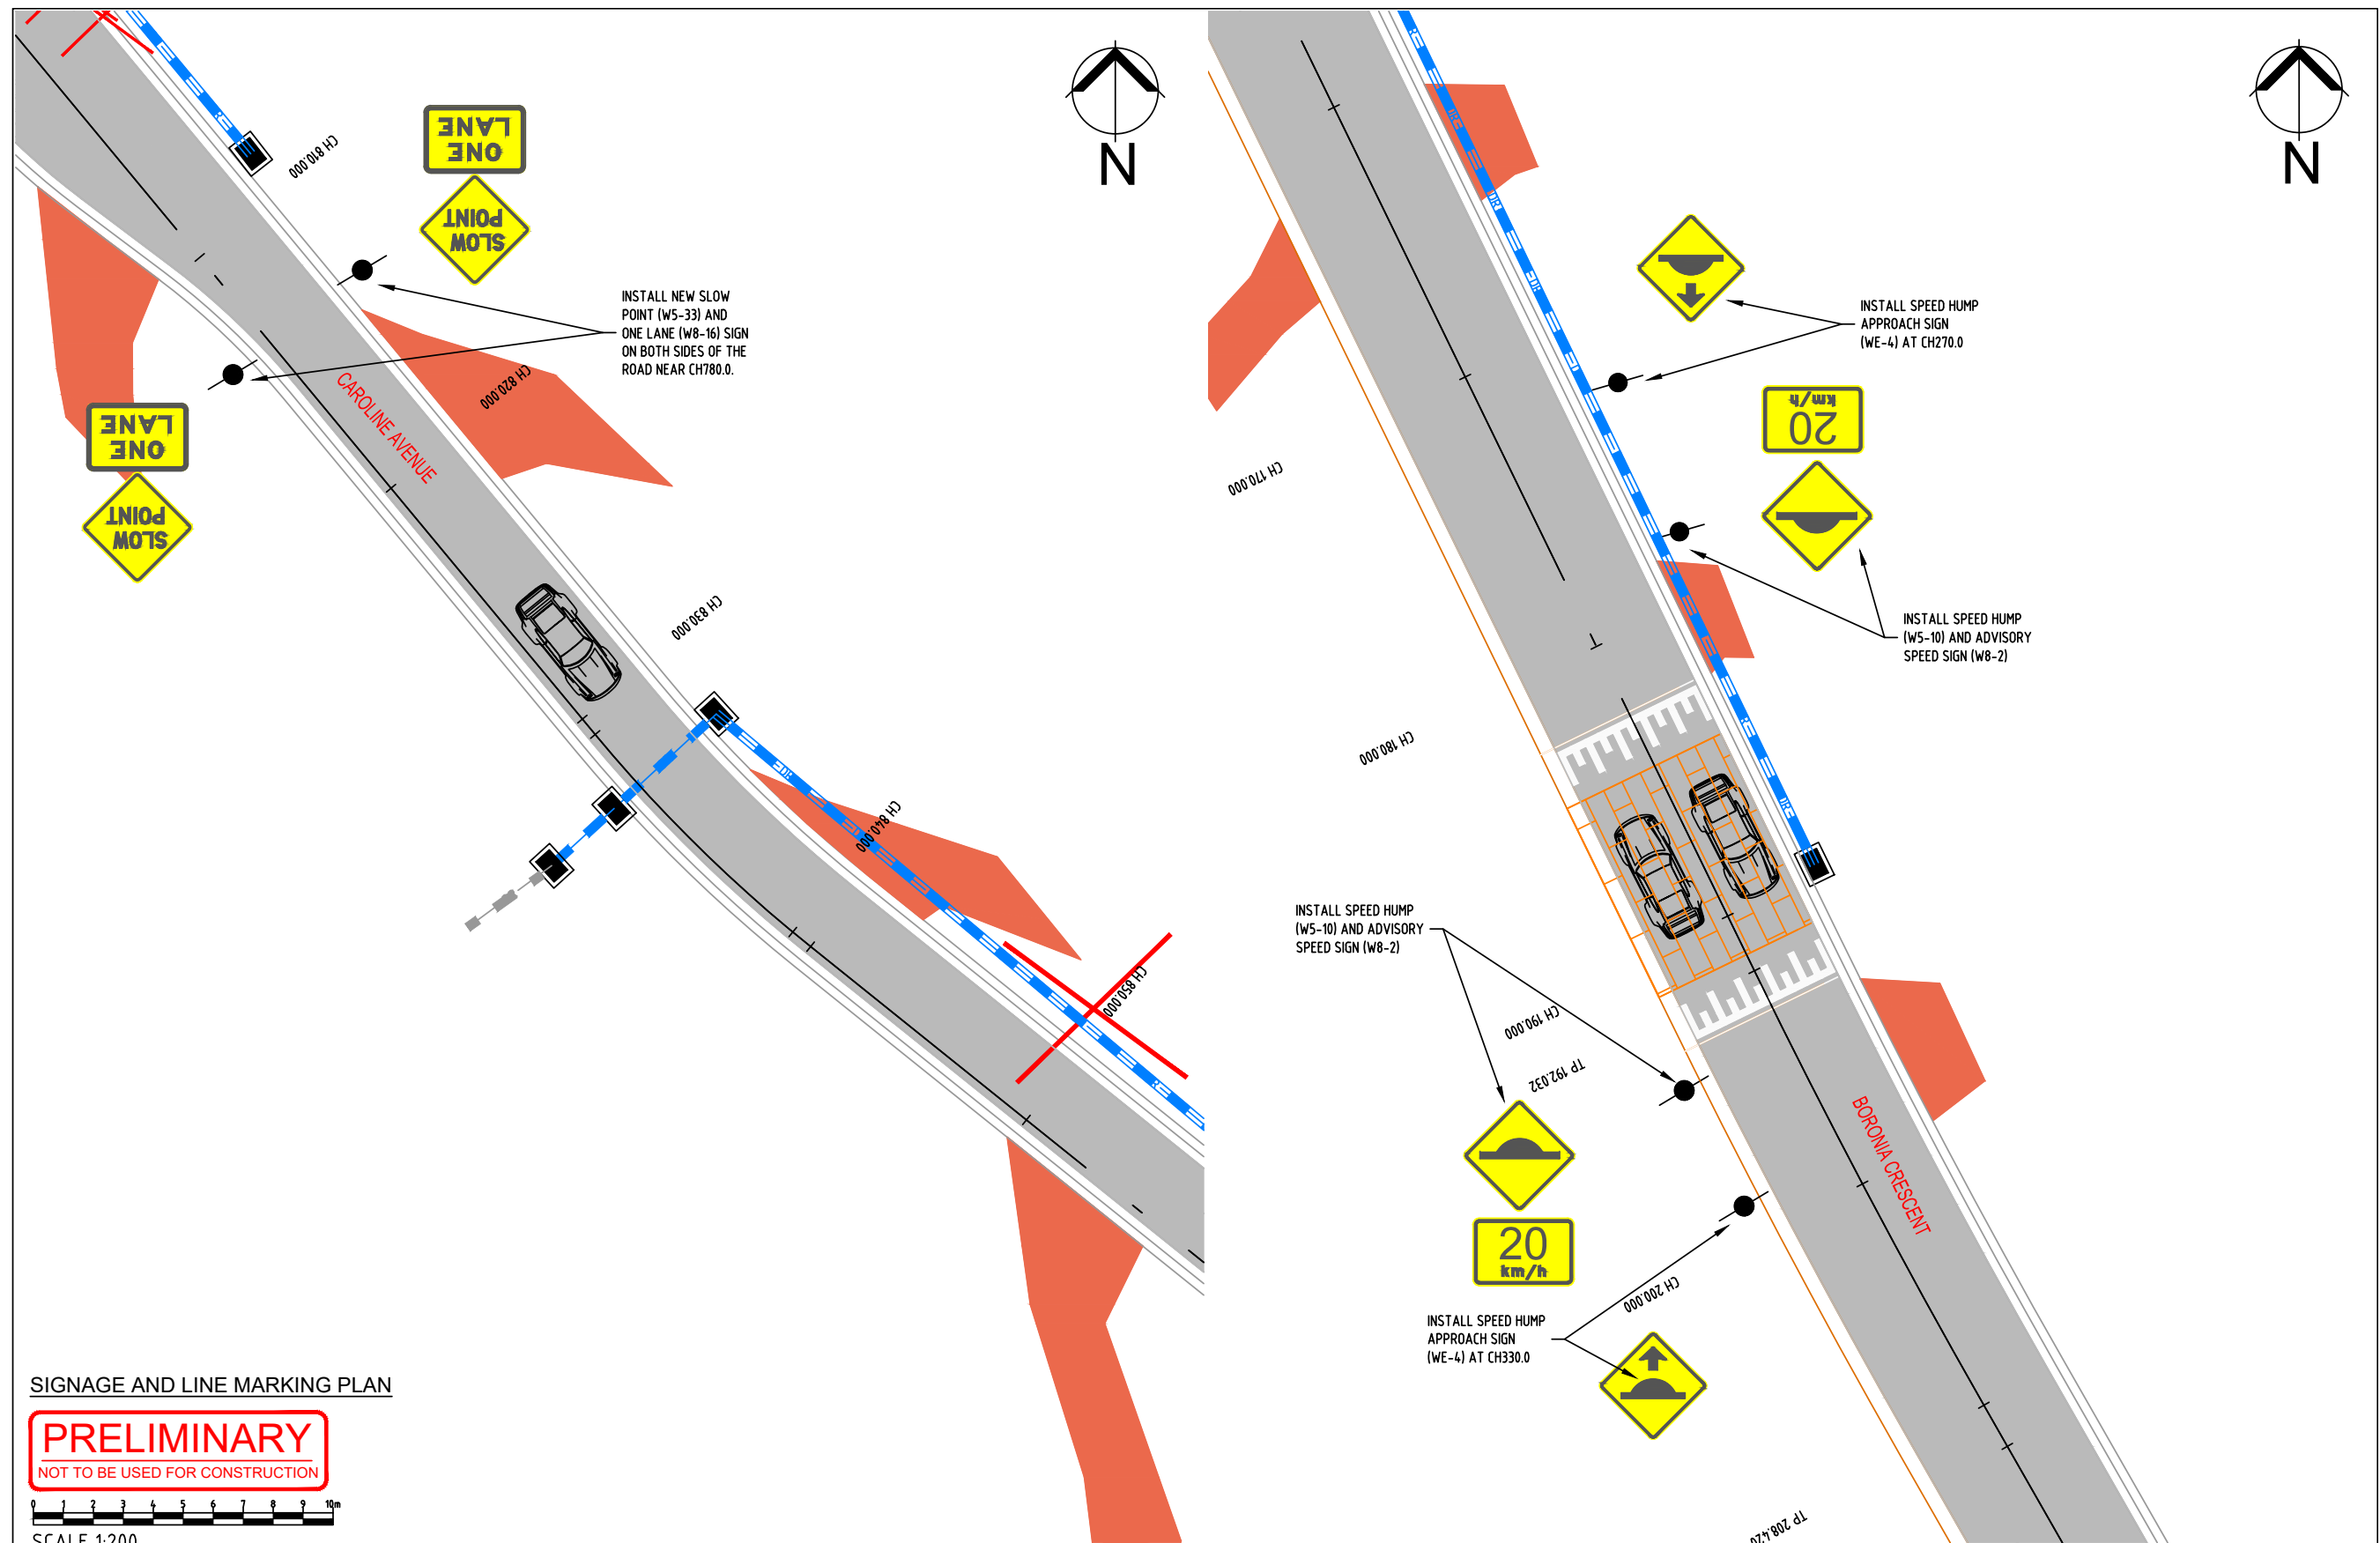 CH 810.000
ONE
LANE
SLOW
POINT
N
INSTALL NEW SLOW
POINT (W5-33) AND
ONE LANE (W8-16) SIGN
ON BOTH SIDES OF THE
ROAD NEAR CH780.0.
CH 820.000
CAROLINE AVENUE
ONE
LANE
SLOW
POINT
CH 830.000
CH 840.000
CH 850.000
SIGNAGE AND LINE MARKING PLAN
PRELIMINARY
NOT TO BE USED FOR CONSTRUCTION
0 1 2 3 4 5 6 7 8 9 10m
SCALE 1:200
N
INSTALL SPEED HUMP
APPROACH SIGN
(WE-4) AT CH270.0
20
km/h
CH 170.000
INSTALL SPEED HUMP
(W5-10) AND ADVISORY
SPEED SIGN (W8-2)
CH 180.000
INSTALL SPEED HUMP
(W5-10) AND ADVISORY
SPEED SIGN (W8-2)
CH 190.000
TP 192.032
BORONIA CRESCENT
20
km/h
CH 200.000
INSTALL SPEED HUMP
APPROACH SIGN
(WE-4) AT CH330.0
TP 208.420